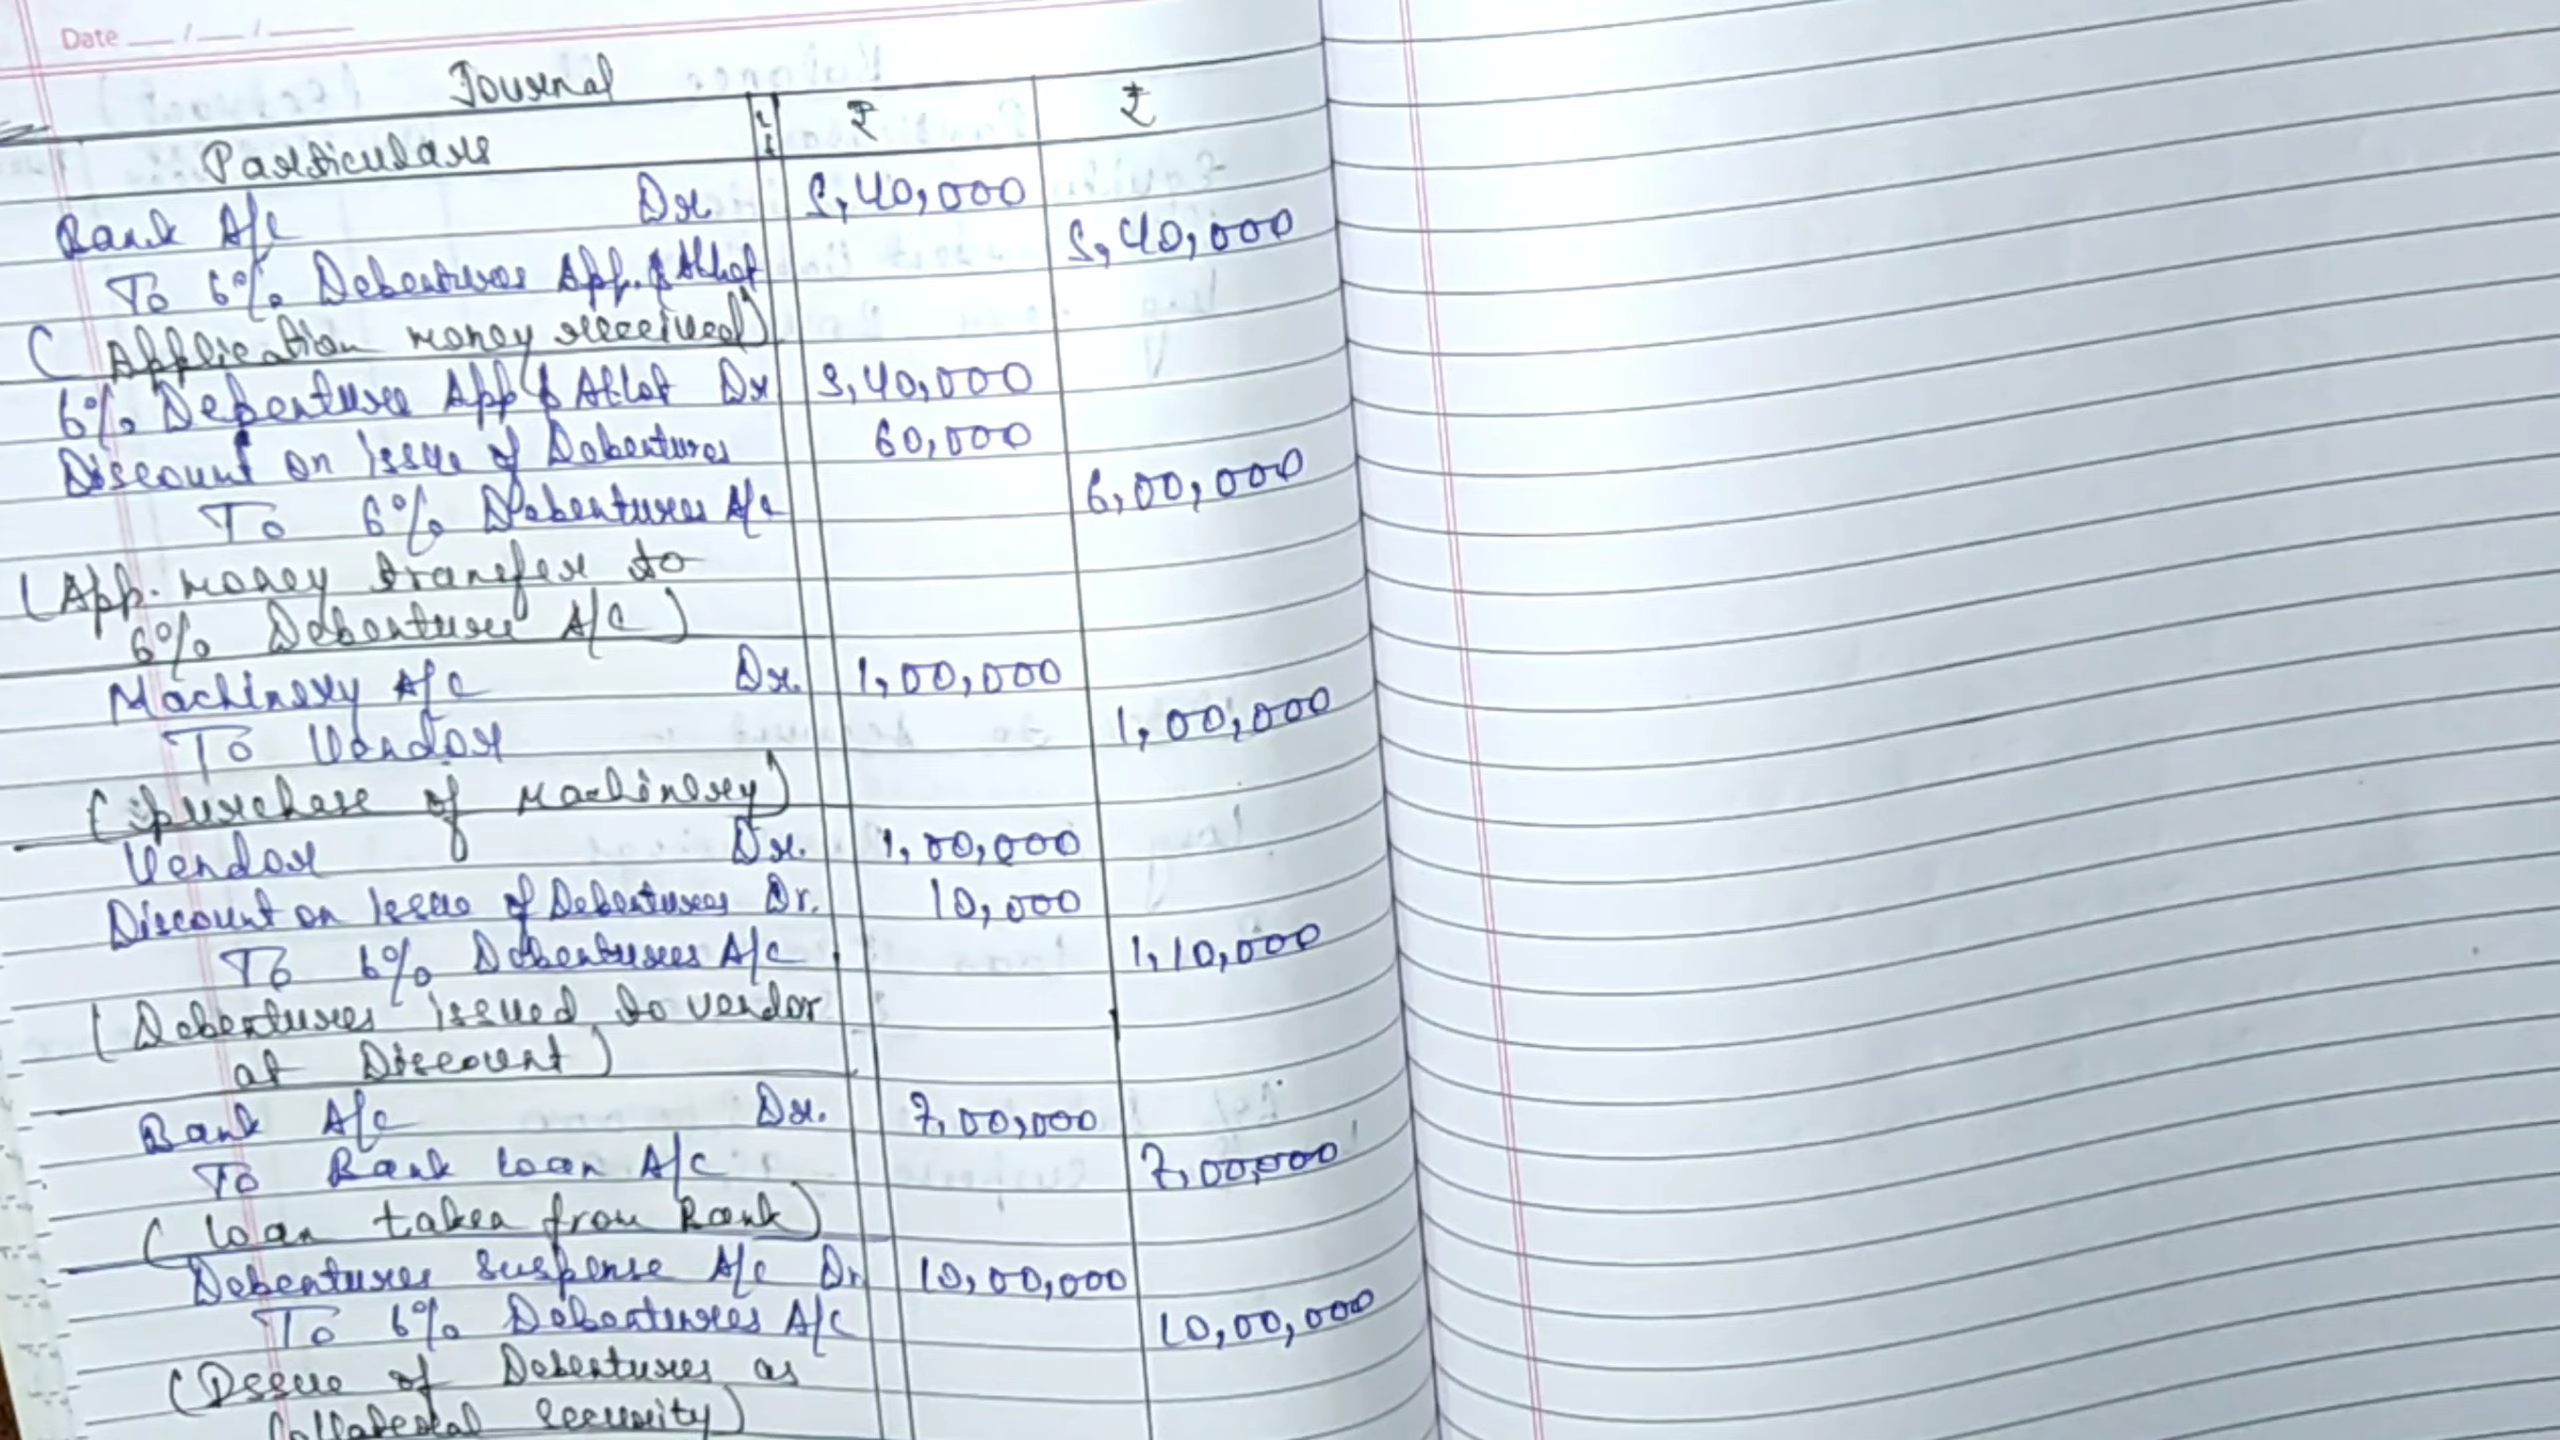 Date __/__/____
Journal
Particulars L.F. ₹ ₹
Bank A/c Dr. 5,40,000
To 6% Debentures App. & Allot 5,40,000
( Application money received)
6% Debenture App & Allot Dr 5,40,000
Discount on Issue of Debentures 60,000
To 6% Debentures A/c 6,00,000
(App. money transfer to
6% Debenture A/c)
Machinery A/c Dr. 1,00,000
To Vendor 1,00,000
(purchase of Machinery)
Vendor Dr. 1,00,000
Discount on Issue of Debentures Dr. 10,000
To 6% Debentures A/c 1,10,000
(Debentures issued to vendor
at Discount)
Bank A/c Dr. 7,00,000
To Bank loan A/c 7,00,000
( loan taken from Bank)
Debentures Suspense A/c Dr 10,00,000
To 6% Debentures A/c 10,00,000
(Issue of Debentures as
Collateral security)